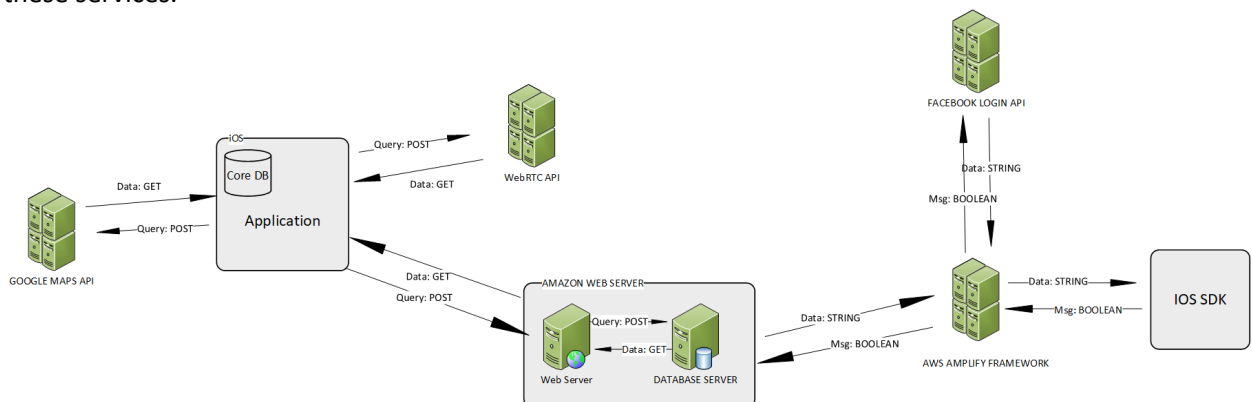 these services.
FACEBOOK LOGIN API
iOS
Core DB
Application
Query: POST
Data: GET
WebRTC API
Data: GET
Query: POST
GOOGLE MAPS API
Data: STRING
Msg: BOOLEAN
Data: GET
Query: POST
AMAZON WEB SERVER
Query: POST
Data: GET
Web Server
DATABASE SERVER
Data: STRING
Msg: BOOLEAN
AWS AMPLIFY FRAMEWORK
Data: STRING
Msg: BOOLEAN
IOS SDK